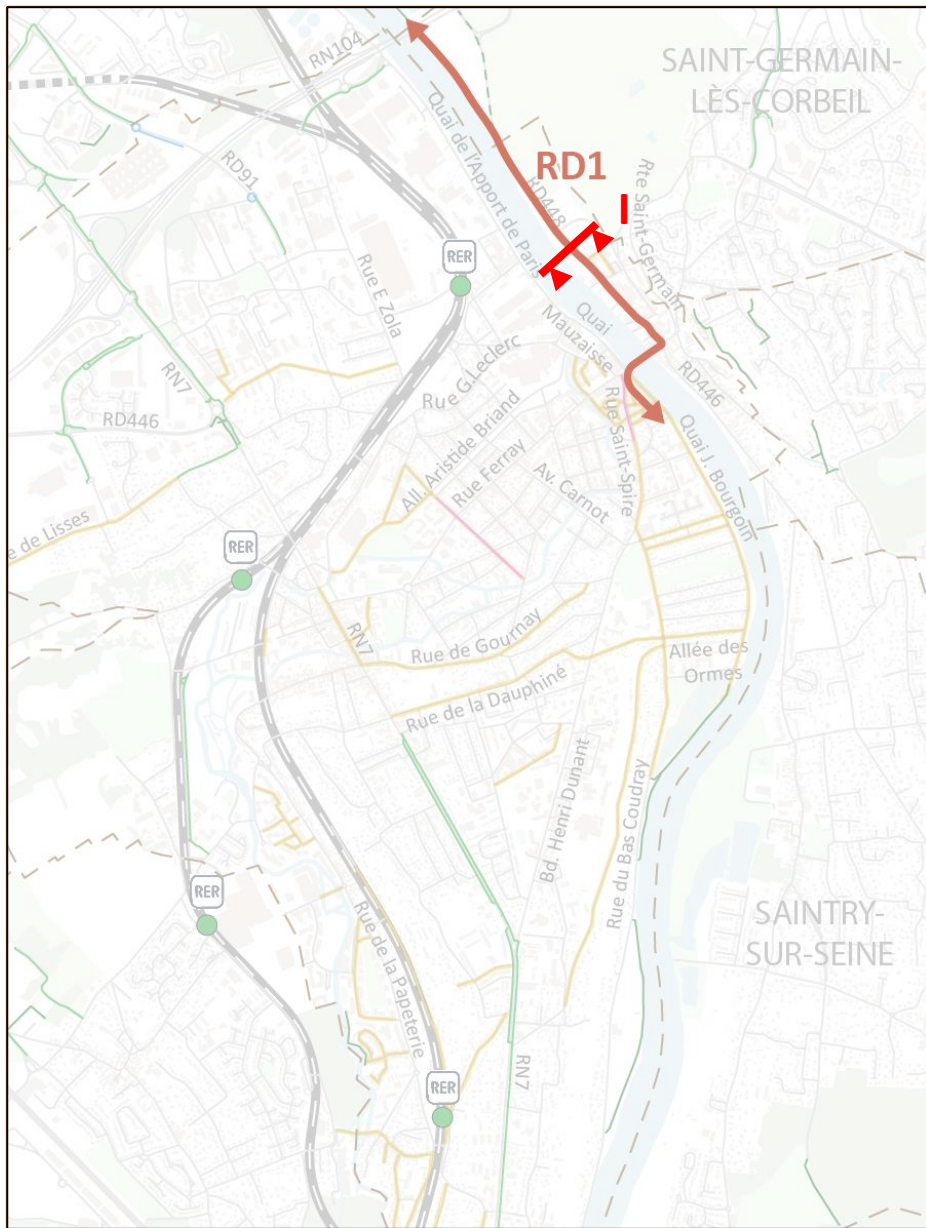 RN104
SAINT-GERMAIN-
LÈS-CORBEIL
Quai de l'Apport de Paris
RD1
RD448
Rte Saint-Germain
I
RD91
RER
Rue E Zola
Quai
Mauzaisse
RN7
Rue G.Leclerc
RD446
RD446
All. Aristide Briand
Rue Ferray
Av. Carnot
Rue Saint-Spire
Quai J. Bourgoin
e de Lisses
RER
RN7
Rue de Gournay
Allée des
Ormes
Rue de la Dauphiné
Bd. Henri Dunant
Rue du Bas Coudray
RER
Rue de la Papeterie
SAINTRY-
SUR-SEINE
RN7
RER